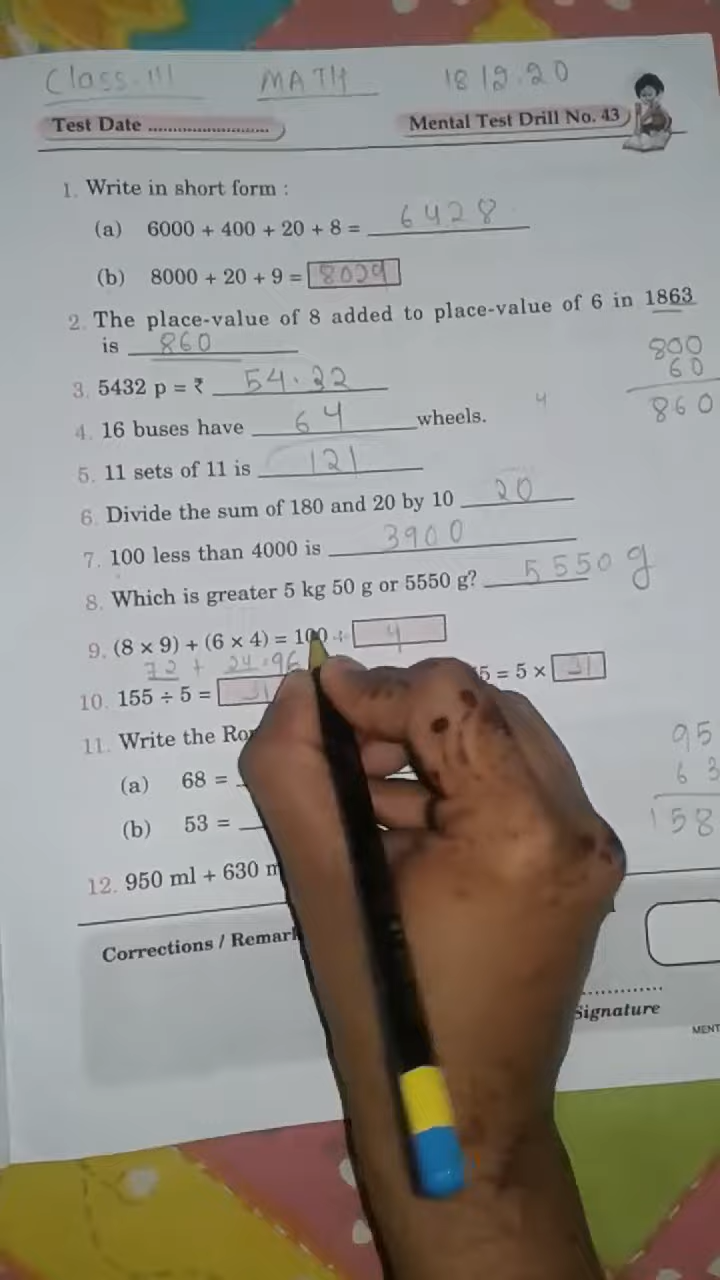 Class-III MATH 18 12.20
Test Date ............................ Mental Test Drill No. 43
1. Write in short form :
(a) 6000 + 400 + 20 + 8 = 6428
(b) 8000 + 20 + 9 = 8029
2. The place-value of 8 added to place-value of 6 in 1863
is 860
800
60
860
3. 5432 p = ₹ 54.32
4. 16 buses have 64 wheels. 4
5. 11 sets of 11 is 121
6. Divide the sum of 180 and 20 by 10 20
7. 100 less than 4000 is 3900
8. Which is greater 5 kg 50 g or 5550 g? 5550 g
9. (8 × 9) + (6 × 4) = 100 ÷ 4
72 + 24 = 96
10. 155 ÷ 5 = 31 5 = 5 × 31
11. Write the
(a) 68 =
(b) 53 =
95
63
158
12. 950 ml + 630
Corrections /
Signature